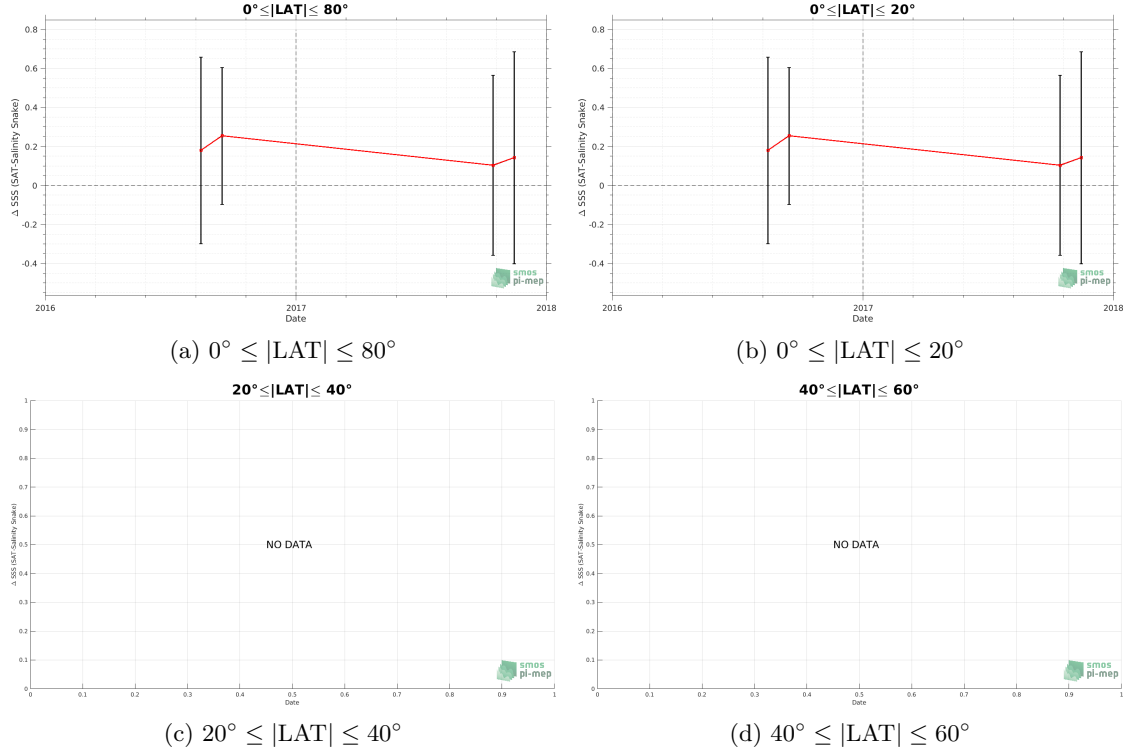 0°≤|LAT|≤ 80°
0.8
0.6
0.4
0.2
0
-0.2
-0.4
Δ SSS (SAT-Salinity Snake)
2016
2017
2018
Date
smos
pi-mep
(a) 0° ≤ |LAT| ≤ 80°
0°≤|LAT|≤ 20°
0.8
0.6
0.4
0.2
0
-0.2
-0.4
Δ SSS (SAT-Salinity Snake)
2016
2017
2018
Date
smos
pi-mep
(b) 0° ≤ |LAT| ≤ 20°
20°≤|LAT|≤ 40°
1
0.9
0.8
0.7
0.6
0.5
0.4
0.3
0.2
0.1
0
Δ SSS (SAT-Salinity Snake)
NO DATA
0 0.1 0.2 0.3 0.4 0.5 0.6 0.7 0.8 0.9 1
Date
smos
pi-mep
(c) 20° ≤ |LAT| ≤ 40°
40°≤|LAT|≤ 60°
1
0.9
0.8
0.7
0.6
0.5
0.4
0.3
0.2
0.1
0
Δ SSS (SAT-Salinity Snake)
NO DATA
0 0.1 0.2 0.3 0.4 0.5 0.6 0.7 0.8 0.9 1
Date
smos
pi-mep
(d) 40° ≤ |LAT| ≤ 60°